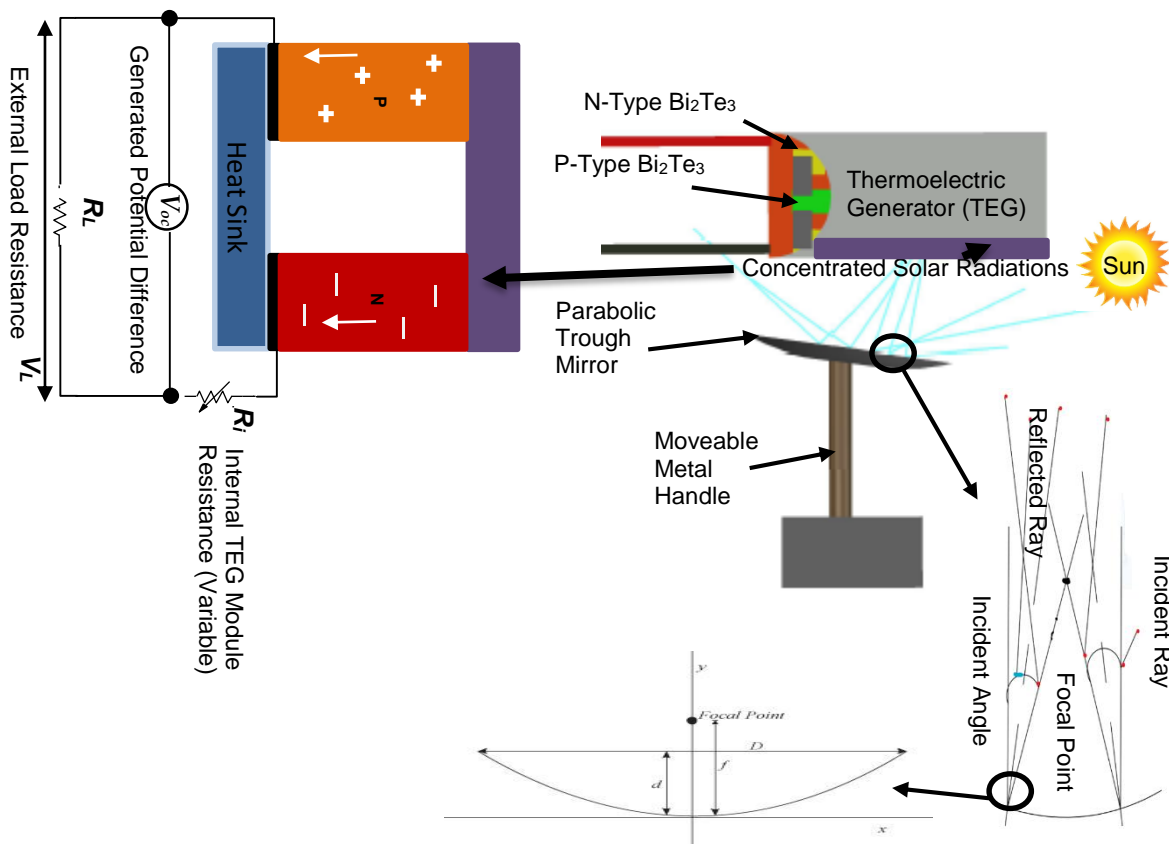 External Load Resistance
V_L
R_L
Generated Potential Difference
V_oc
Heat Sink
P
N
R_i
Internal TEG Module
Resistance (Variable)
N-Type Bi₂Te₃
P-Type Bi₂Te₃
Thermoelectric
Generator (TEG)
Concentrated Solar Radiations
Sun
Parabolic
Trough
Mirror
Moveable
Metal
Handle
Reflected Ray
Incident Ray
Incident Angle
Focal Point
y
Focal Point
D
f
d
x